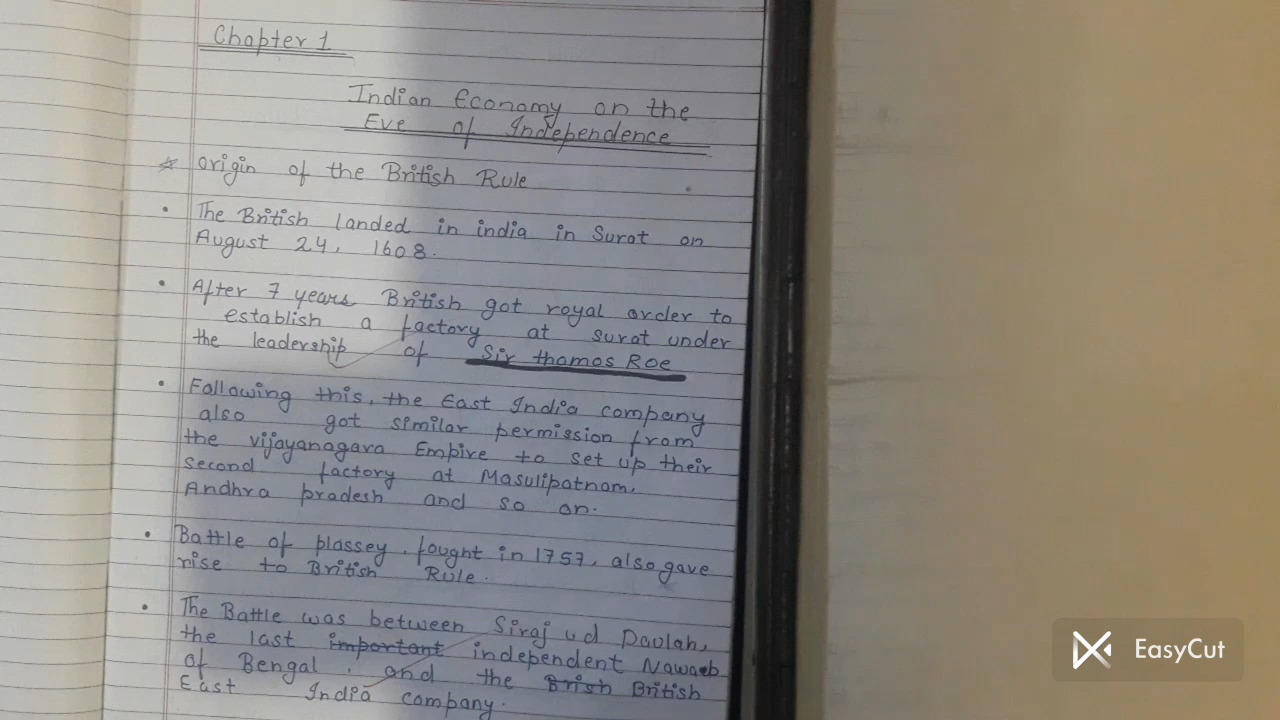 Chapter 1
Indian Economy on the
Eve of Independence
* origin of the British Rule
• The British landed in india in Surat on
August 24, 1608.
• After 7 years British got royal order to
establish a factory at surat under
the leadership of Sir thamos Roe
• Following this, the East India company
also got similar permission from
the vijayanagara Empire to set up their
second factory at Masulipatnam,
Andhra pradesh and so on.
• Battle of plassey, fought in 1757, also gave
rise to British Rule.
• The Battle was between Siraj ud Daulah,
the last important independent Nawaeb
of Bengal, and the Brish British
East India company.
EasyCut